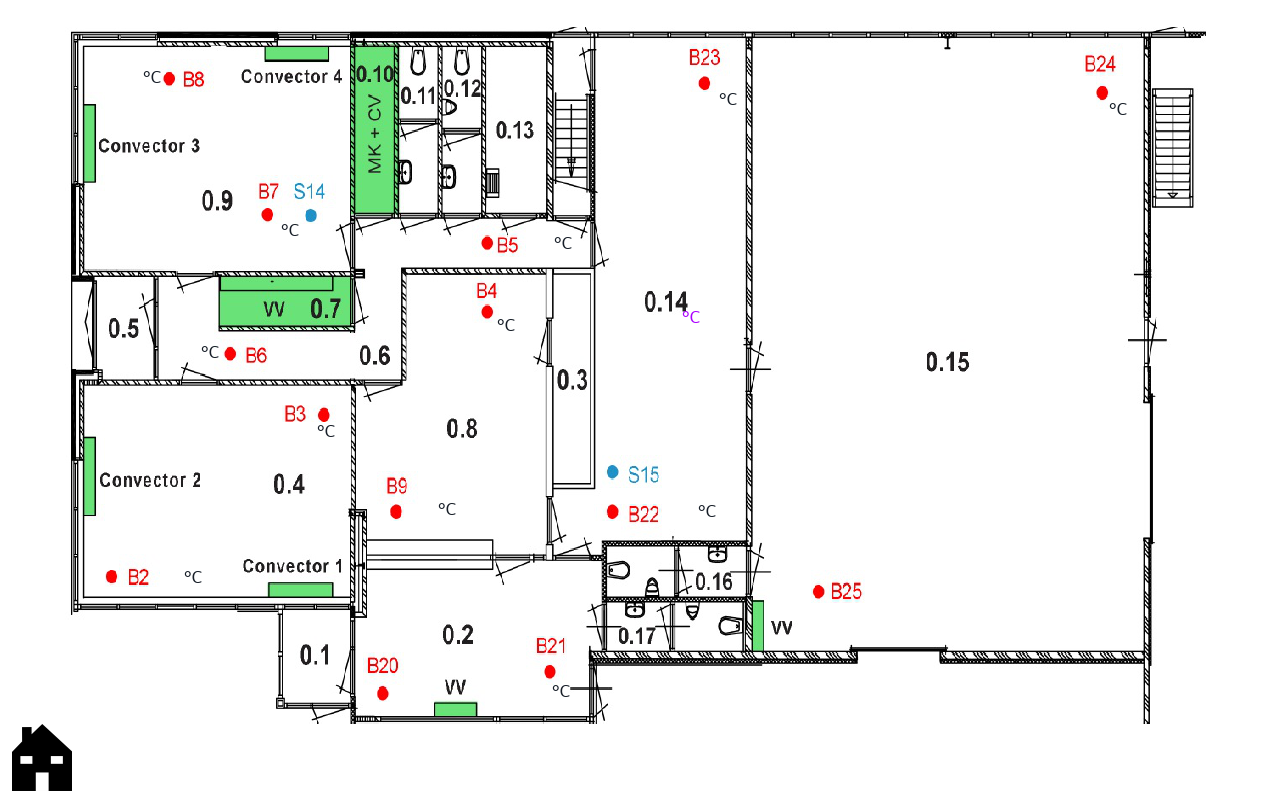 B23
B24
°C B8
Convector 4
0.10
MK + CV
0.11
0.12
°C
°C
Convector 3
0.13
B7 S14
0.9
°C
B5 °C
B4
°C
VV 0.7
0.14
°C
0.5
°C B6
0.6
0.15
0.3
B3
°C
0.8
Convector 2
0.4
S15
B9
°C
B22 °C
Convector 1
B2 °C
0.16
B25
0.17
VV
0.2
0.1
B20
B21
°C
VV